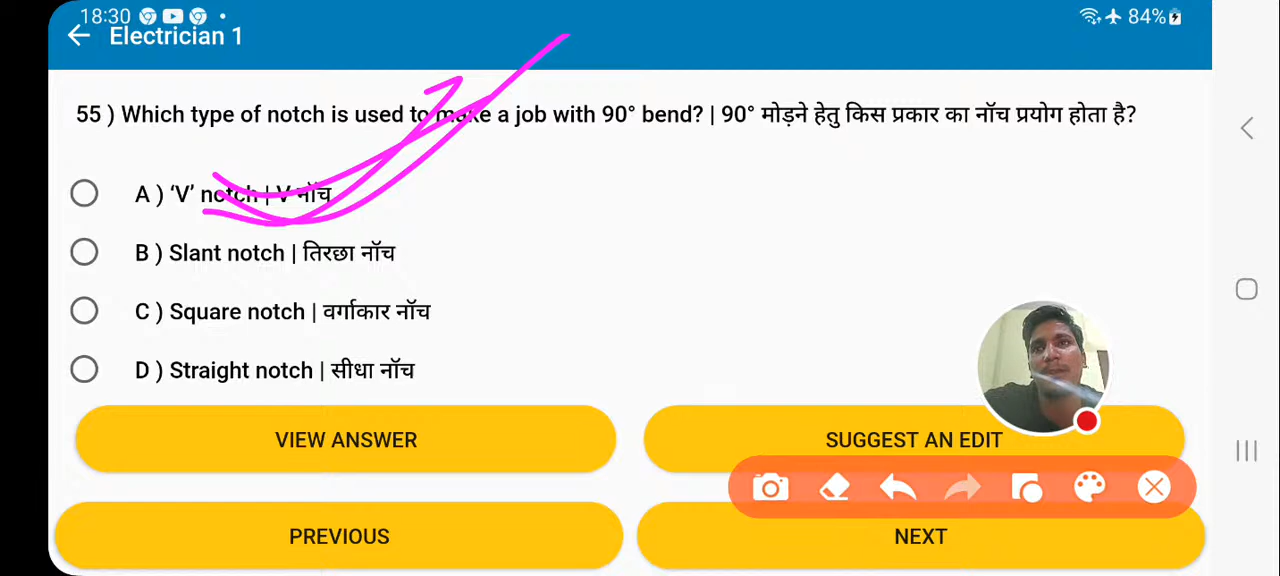 18:30
84%
Electrician 1
55 ) Which type of notch is used to make a job with 90° bend? | 90° मोड़ने हेतु किस प्रकार का नॉच प्रयोग होता है?
A ) ‘V’ notch | V नॉच
B ) Slant notch | तिरछा नॉच
C ) Square notch | वर्गाकार नॉच
D ) Straight notch | सीधा नॉच
VIEW ANSWER
SUGGEST AN EDIT
PREVIOUS
NEXT